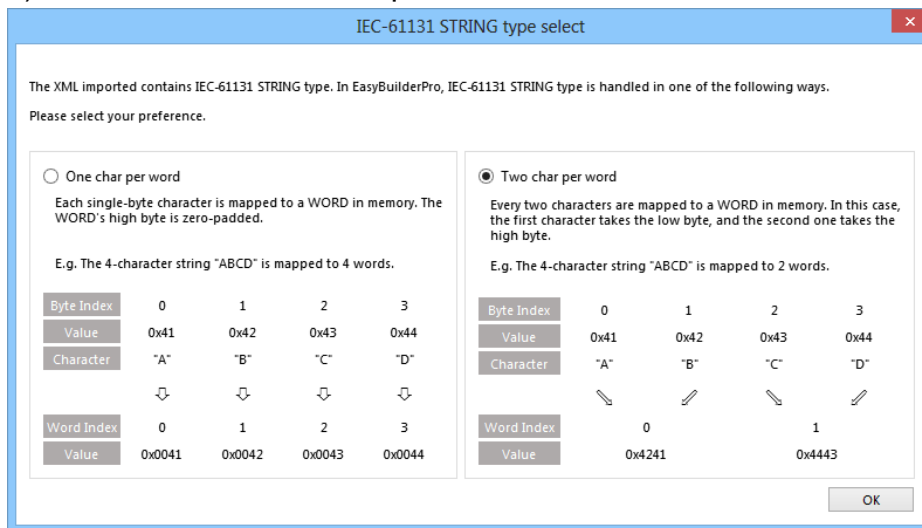 IEC-61131 STRING type select
The XML imported contains IEC-61131 STRING type. In EasyBuilderPro, IEC-61131 STRING type is handled in one of the following ways.
Please select your preference.
One char per word
Each single-byte character is mapped to a WORD in memory. The
WORD's high byte is zero-padded.
E.g. The 4-character string "ABCD" is mapped to 4 words.
Byte Index 0 1 2 3
Value 0x41 0x42 0x43 0x44
Character "A" "B" "C" "D"
Word Index 0 1 2 3
Value 0x0041 0x0042 0x0043 0x0044
Two char per word
Every two characters are mapped to a WORD in memory. In this case,
the first character takes the low byte, and the second one takes the
high byte.
E.g. The 4-character string "ABCD" is mapped to 2 words.
Byte Index 0 1 2 3
Value 0x41 0x42 0x43 0x44
Character "A" "B" "C" "D"
Word Index 0 1
Value 0x4241 0x4443
OK